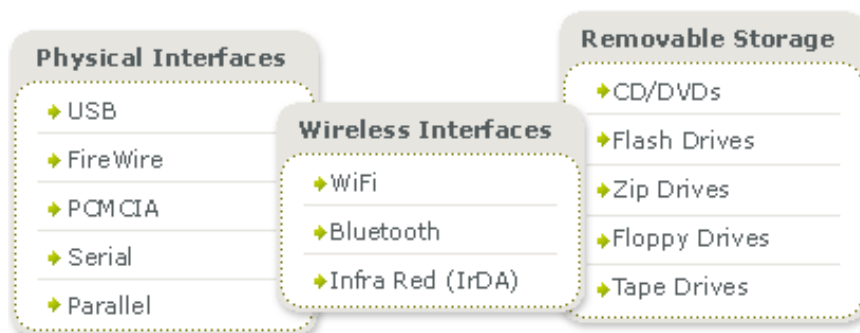 Physical Interfaces
USB
FireWire
PCMCIA
Serial
Parallel
Wireless Interfaces
WiFi
Bluetooth
Infra Red (IrDA)
Removable Storage
CD/DVDs
Flash Drives
Zip Drives
Floppy Drives
Tape Drives